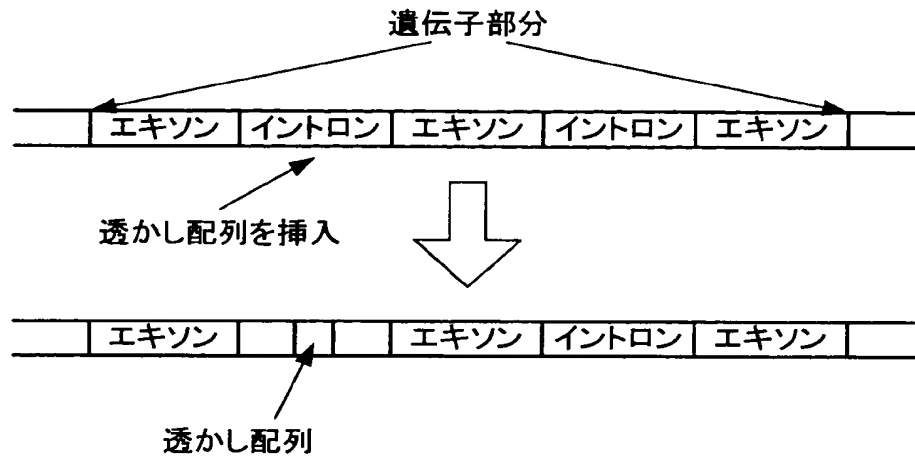 遺伝子部分
エキソン イントロン エキソン イントロン エキソン
透かし配列を挿入
エキソン エキソン イントロン エキソン
透かし配列